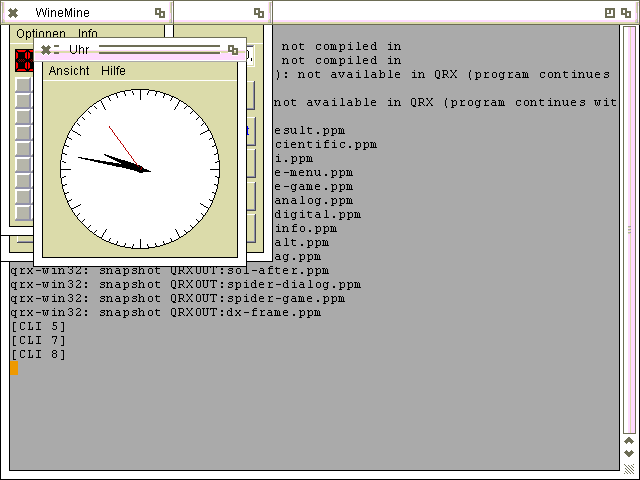 WineMine
Optionen Info
Uhr
Ansicht Hilfe
not compiled in
not compiled in
): not available in QRX (program continues
not available in QRX (program continues wit
esult.ppm
cientific.ppm
i.ppm
e-menu.ppm
e-game.ppm
analog.ppm
digital.ppm
info.ppm
alt.ppm
ag.ppm
qrx-win32: snapshot QRXOUT:sol-after.ppm
qrx-win32: snapshot QRXOUT:spider-dialog.ppm
qrx-win32: snapshot QRXOUT:spider-game.ppm
qrx-win32: snapshot QRXOUT:dx-frame.ppm
[CLI 5]
[CLI 7]
[CLI 8]